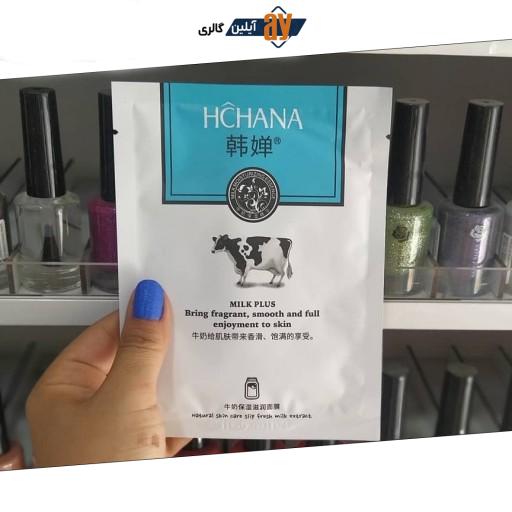 آیلین گالری
ay
HĈHANA
韩婵®
MILK PLUS
Bring fragrant, smooth and full
enjoyment to skin
牛奶给肌肤带来香滑、饱满的享受。
牛奶保湿滋润面膜
Natural skin care slip fresh milk extract